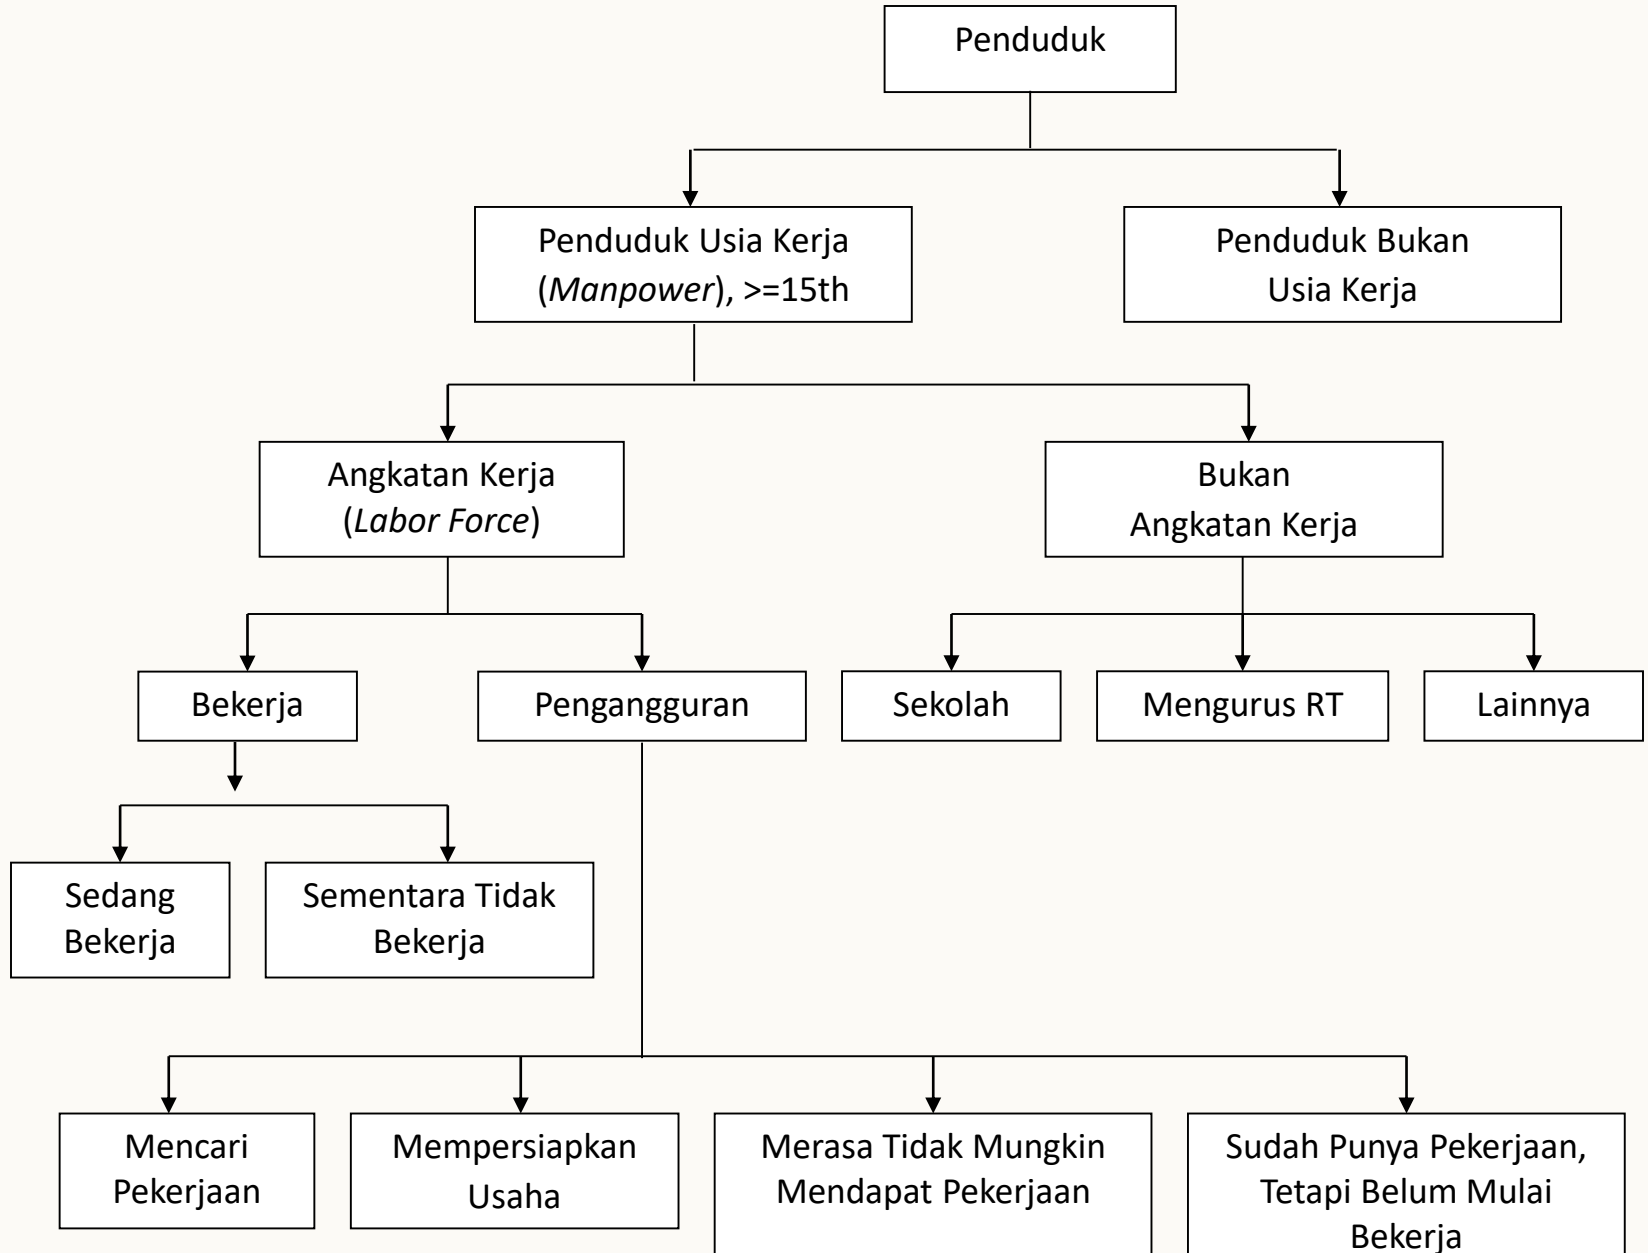 Penduduk
Penduduk Usia Kerja
(Manpower), >=15th
Penduduk Bukan
Usia Kerja
Angkatan Kerja
(Labor Force)
Bukan
Angkatan Kerja
Bekerja
Pengangguran
Sekolah
Mengurus RT
Lainnya
Sedang
Bekerja
Sementara Tidak
Bekerja
Mencari
Pekerjaan
Mempersiapkan
Usaha
Merasa Tidak Mungkin
Mendapat Pekerjaan
Sudah Punya Pekerjaan,
Tetapi Belum Mulai
Bekerja